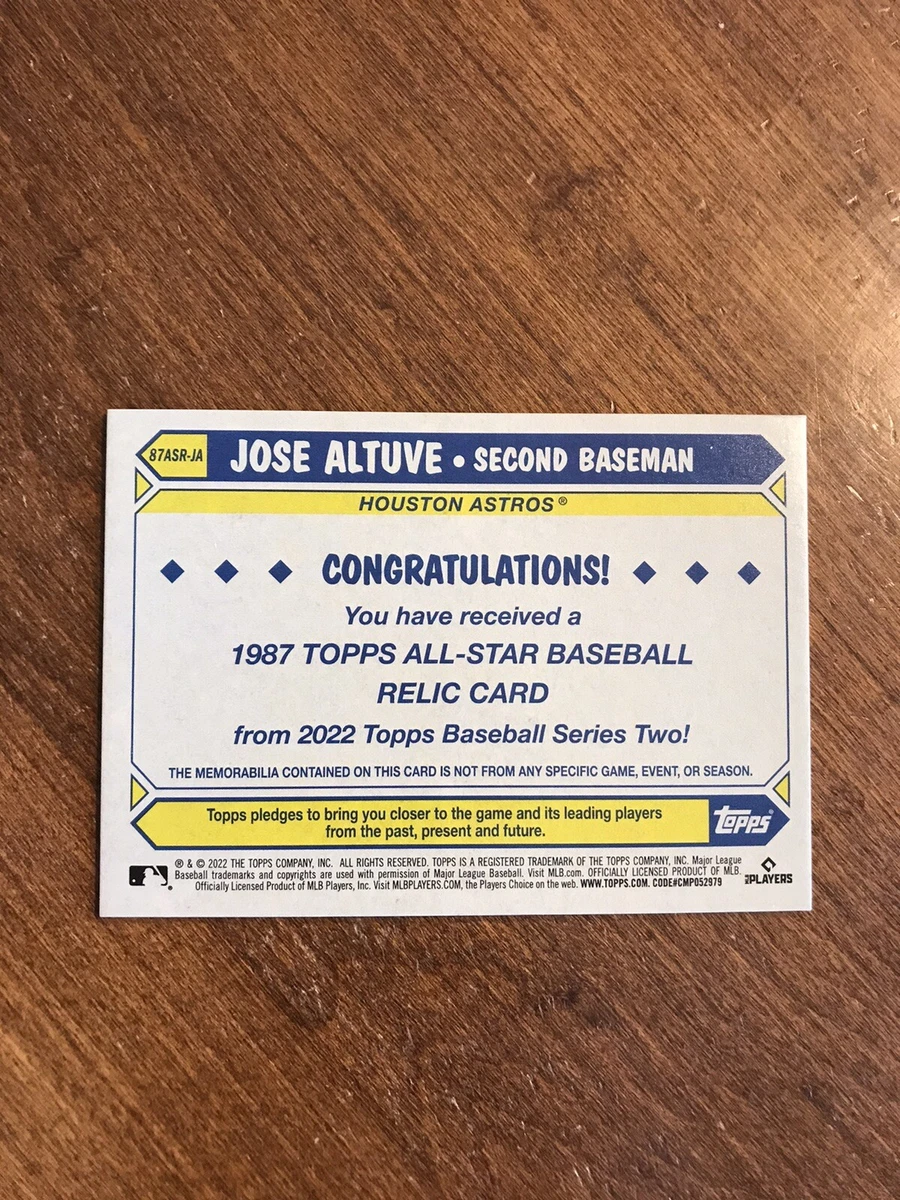 87ASR-JA JOSE ALTUVE • SECOND BASEMAN
HOUSTON ASTROS®
CONGRATULATIONS!
You have received a
1987 TOPPS ALL-STAR BASEBALL
RELIC CARD
from 2022 Topps Baseball Series Two!
THE MEMORABILIA CONTAINED ON THIS CARD IS NOT FROM ANY SPECIFIC GAME, EVENT, OR SEASON.
Topps pledges to bring you closer to the game and its leading players
from the past, present and future.
topps®
® & © 2022 THE TOPPS COMPANY, INC. ALL RIGHTS RESERVED. TOPPS IS A REGISTERED TRADEMARK OF THE TOPPS COMPANY, INC. Major League
Baseball trademarks and copyrights are used with permission of Major League Baseball. Visit MLB.com. OFFICIALLY LICENSED PRODUCT OF MLB.
Officially Licensed Product of MLB Players, Inc. Visit MLBPLAYERS.COM, the Players Choice on the web. WWW.TOPPS.COM. CODE#CMP052979
MLB PLAYERS